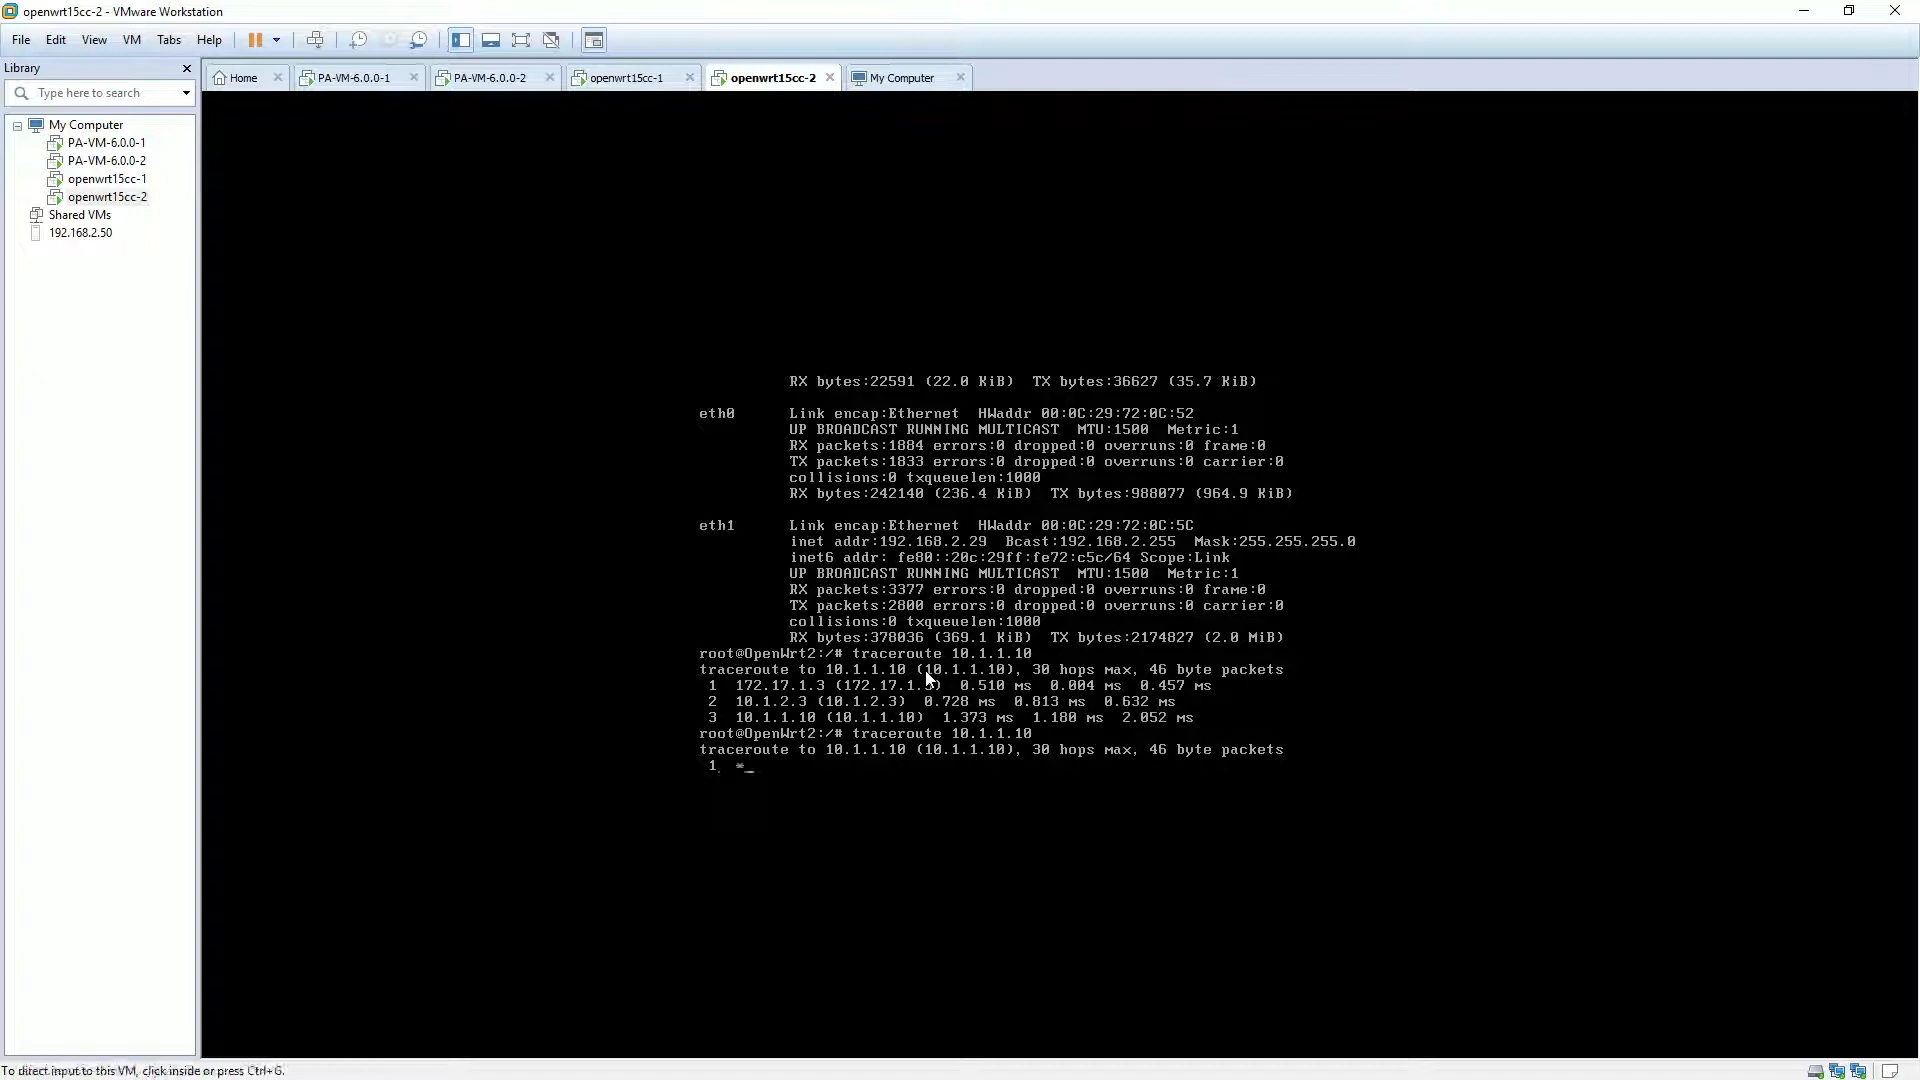 openwrt15cc-2 - VMware Workstation
File Edit View VM Tabs Help
Library
Type here to search
Home
PA-VM-6.0.0-1
PA-VM-6.0.0-2
openwrt15cc-1
openwrt15cc-2
My Computer
My Computer
PA-VM-6.0.0-1
PA-VM-6.0.0-2
openwrt15cc-1
openwrt15cc-2
Shared VMs
192.168.2.50
RX bytes:22591 (22.0 KiB) TX bytes:36627 (35.7 KiB)
eth0 Link encap:Ethernet HWaddr 00:0C:29:72:0C:52
UP BROADCAST RUNNING MULTICAST MTU:1500 Metric:1
RX packets:1884 errors:0 dropped:0 overruns:0 frame:0
TX packets:1833 errors:0 dropped:0 overruns:0 carrier:0
collisions:0 txqueuelen:1000
RX bytes:242140 (236.4 KiB) TX bytes:988077 (964.9 KiB)
eth1 Link encap:Ethernet HWaddr 00:0C:29:72:0C:5C
inet addr:192.168.2.29 Bcast:192.168.2.255 Mask:255.255.255.0
inet6 addr: fe80::20c:29ff:fe72:c5c/64 Scope:Link
UP BROADCAST RUNNING MULTICAST MTU:1500 Metric:1
RX packets:3377 errors:0 dropped:0 overruns:0 frame:0
TX packets:2800 errors:0 dropped:0 overruns:0 carrier:0
collisions:0 txqueuelen:1000
RX bytes:378036 (369.1 KiB) TX bytes:2174827 (2.0 MiB)
root@OpenWrt2:/# traceroute 10.1.1.10
traceroute to 10.1.1.10 (10.1.1.10), 30 hops max, 46 byte packets
1 172.17.1.3 (172.17.1.3) 0.510 ms 0.004 ms 0.457 ms
2 10.1.2.3 (10.1.2.3) 0.728 ms 0.813 ms 0.632 ms
3 10.1.1.10 (10.1.1.10) 1.373 ms 1.180 ms 2.052 ms
root@OpenWrt2:/# traceroute 10.1.1.10
traceroute to 10.1.1.10 (10.1.1.10), 30 hops max, 46 byte packets
1 *_
To direct input to this VM, click inside or press Ctrl+G.